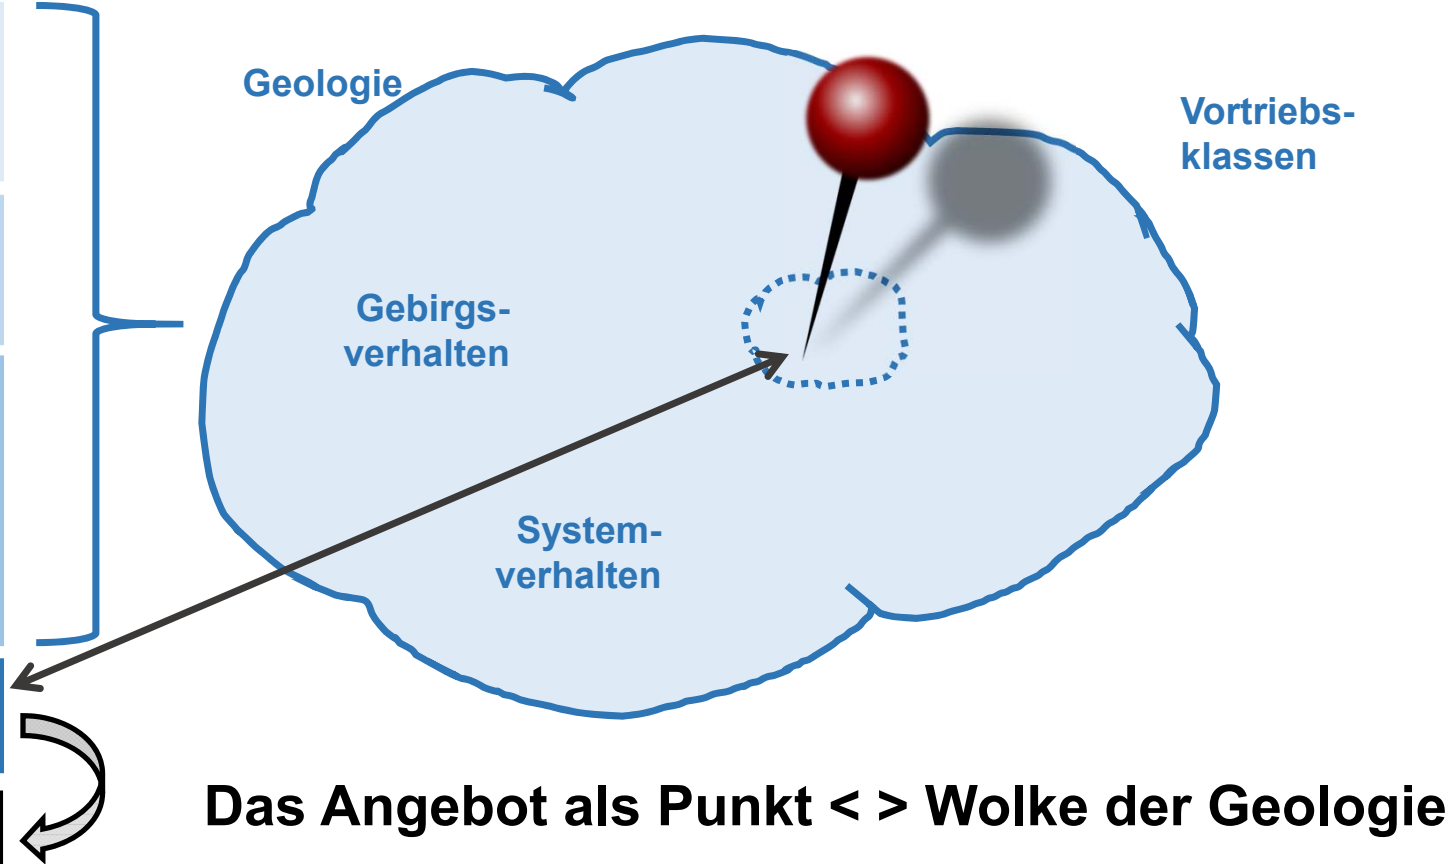 Geologie
Vortriebs-
klassen
Gebirgs-
verhalten
System-
verhalten
Das Angebot als Punkt < > Wolke der Geologie